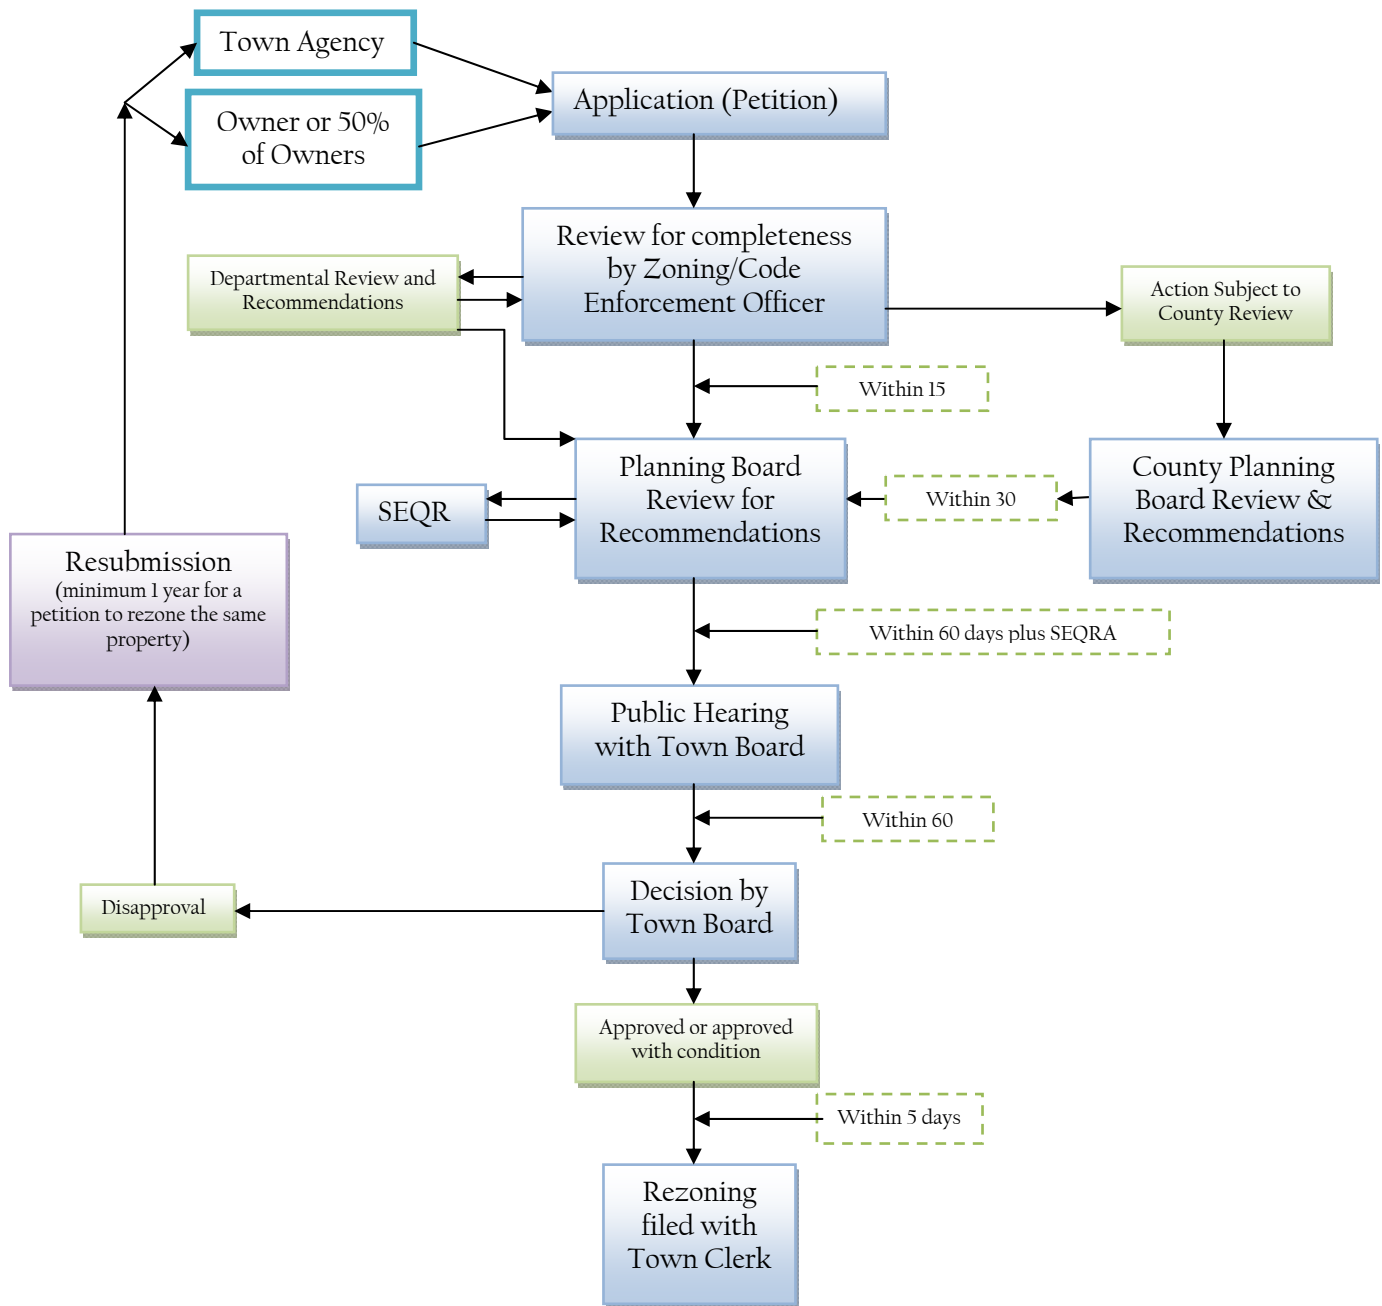 Town Agency
Owner or 50%
of Owners
Application (Petition)
Review for completeness
by Zoning/Code
Enforcement Officer
Departmental Review and
Recommendations
Action Subject to
County Review
Within 15
Planning Board
Review for
Recommendations
SEQR
Within 30
County Planning
Board Review &
Recommendations
Resubmission
(minimum 1 year for a
petition to rezone the same
property)
Within 60 days plus SEQRA
Public Hearing
with Town Board
Within 60
Decision by
Town Board
Disapproval
Approved or approved
with condition
Within 5 days
Rezoning
filed with
Town Clerk